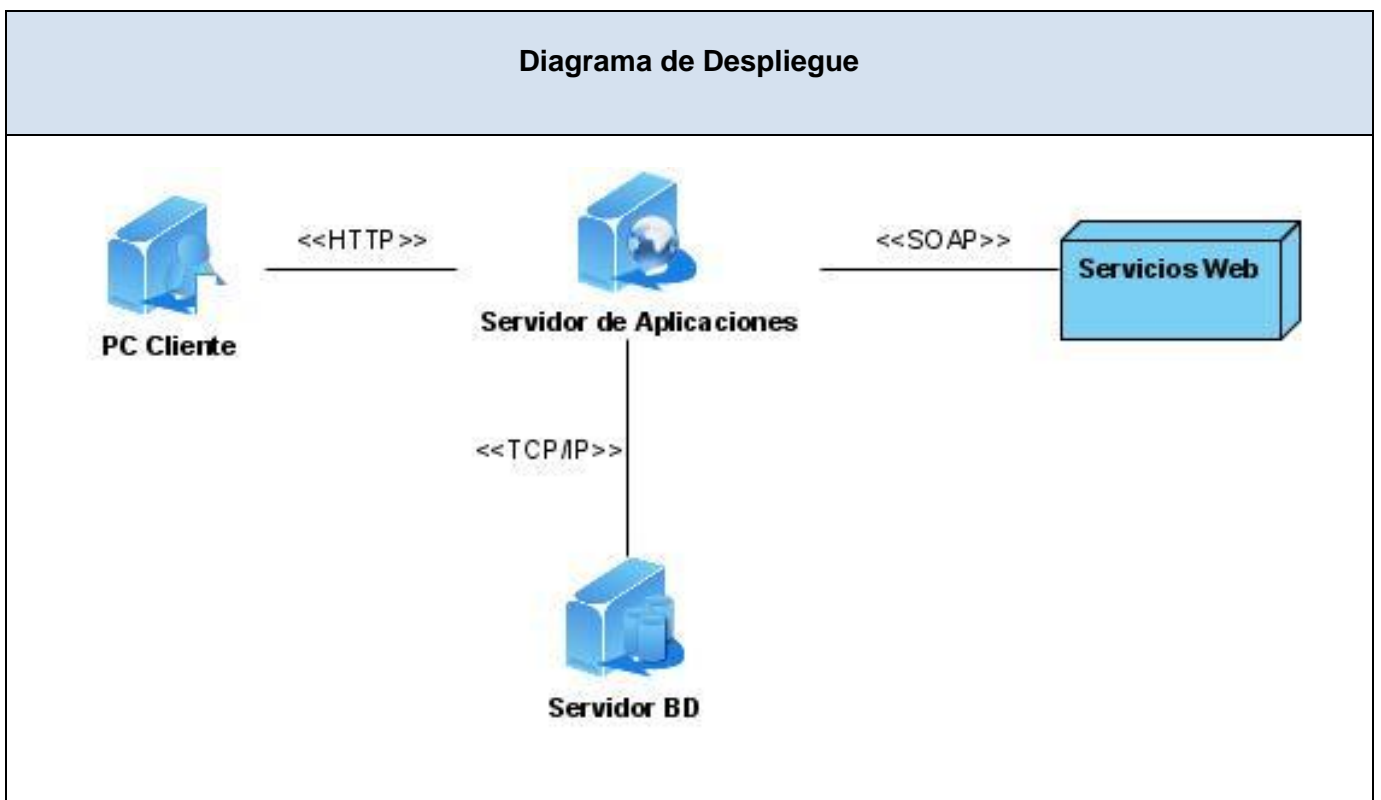 Diagrama de Despliegue
<<HTTP>>
<<SOAP>>
Servicios Web
Servidor de Aplicaciones
PC Cliente
<<TCP/IP>>
Servidor BD